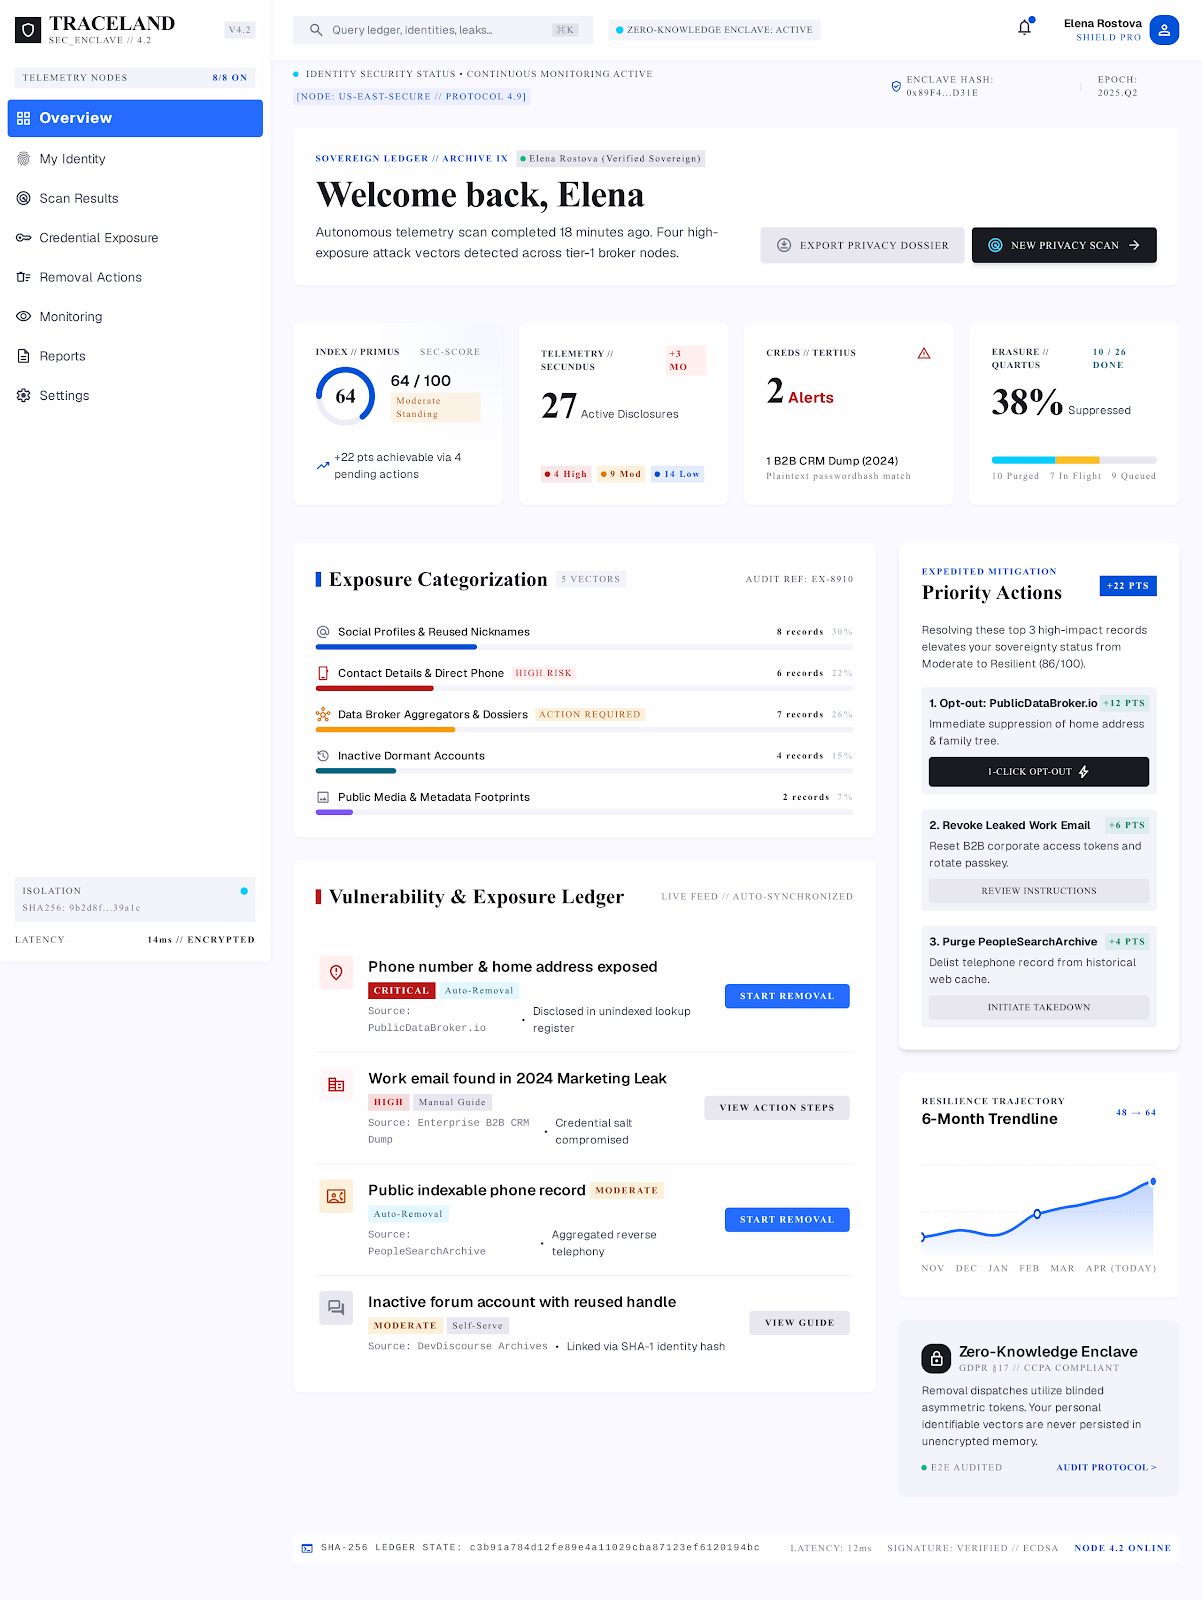 TRACELAND
SEC_ENCLAVE // 4.2
V4.2
TELEMETRY NODES
8/8 ON
Overview
My Identity
Scan Results
Credential Exposure
Removal Actions
Monitoring
Reports
Settings
ISOLATION
SHA256: 9b2d8f...39a1c
LATENCY
14ms // ENCRYPTED
Query ledger, identities, leaks...
⌘K
ZERO-KNOWLEDGE ENCLAVE: ACTIVE
Elena Rostova
SHIELD PRO
IDENTITY SECURITY STATUS • CONTINUOUS MONITORING ACTIVE
[NODE: US-EAST-SECURE // PROTOCOL 4.9]
ENCLAVE HASH:
0x89F4...D31E
EPOCH:
2025.Q2
SOVEREIGN LEDGER // ARCHIVE IX
Elena Rostova (Verified Sovereign)
Welcome back, Elena
Autonomous telemetry scan completed 18 minutes ago. Four high-
exposure attack vectors detected across tier-1 broker nodes.
EXPORT PRIVACY DOSSIER
NEW PRIVACY SCAN
INDEX // PRIMUS
SEC-SCORE
64
64 / 100
Moderate
Standing
+22 pts achievable via 4
pending actions
TELEMETRY //
SECUNDUS
+3
MO
27 Active Disclosures
4 High
9 Mod
14 Low
CREDS // TERTIUS
2 Alerts
1 B2B CRM Dump (2024)
Plaintext passwordhash match
ERASURE //
QUARTUS
10 / 26
DONE
38% Suppressed
10 Purged
7 In Flight
9 Queued
Exposure Categorization
5 VECTORS
AUDIT REF: EX-8910
Social Profiles & Reused Nicknames
8 records 30%
Contact Details & Direct Phone
HIGH RISK
6 records 22%
Data Broker Aggregators & Dossiers
ACTION REQUIRED
7 records 26%
Inactive Dormant Accounts
4 records 15%
Public Media & Metadata Footprints
2 records 7%
Vulnerability & Exposure Ledger
LIVE FEED // AUTO-SYNCHRONIZED
Phone number & home address exposed
CRITICAL
Auto-Removal
Source:
PublicDataBroker.io
•
Disclosed in unindexed lookup
register
START REMOVAL
Work email found in 2024 Marketing Leak
HIGH
Manual Guide
Source: Enterprise B2B CRM
Dump
•
Credential salt
compromised
VIEW ACTION STEPS
Public indexable phone record
MODERATE
Auto-Removal
Source:
PeopleSearchArchive
•
Aggregated reverse
telephony
START REMOVAL
Inactive forum account with reused handle
MODERATE
Self-Serve
Source: DevDiscourse Archives • Linked via SHA-1 identity hash
VIEW GUIDE
EXPEDITED MITIGATION
Priority Actions
+22 PTS
Resolving these top 3 high-impact records
elevates your sovereignty status from
Moderate to Resilient (86/100).
1. Opt-out: PublicDataBroker.io
+12 PTS
Immediate suppression of home address
& family tree.
1-CLICK OPT-OUT
2. Revoke Leaked Work Email
+6 PTS
Reset B2B corporate access tokens and
rotate passkey.
REVIEW INSTRUCTIONS
3. Purge PeopleSearchArchive
+4 PTS
Delist telephone record from historical
web cache.
INITIATE TAKEDOWN
RESILIENCE TRAJECTORY
6-Month Trendline
48 → 64
NOV
DEC
JAN
FEB
MAR
APR (TODAY)
Zero-Knowledge Enclave
GDPR §17 // CCPA COMPLIANT
Removal dispatches utilize blinded
asymmetric tokens. Your personal
identifiable vectors are never persisted in
unencrypted memory.
E2E AUDITED
AUDIT PROTOCOL >
SHA-256 LEDGER STATE: c3b91a784d12fe89e4a11029cba87123ef6120194bc
LATENCY: 12ms
SIGNATURE: VERIFIED // ECDSA
NODE 4.2 ONLINE